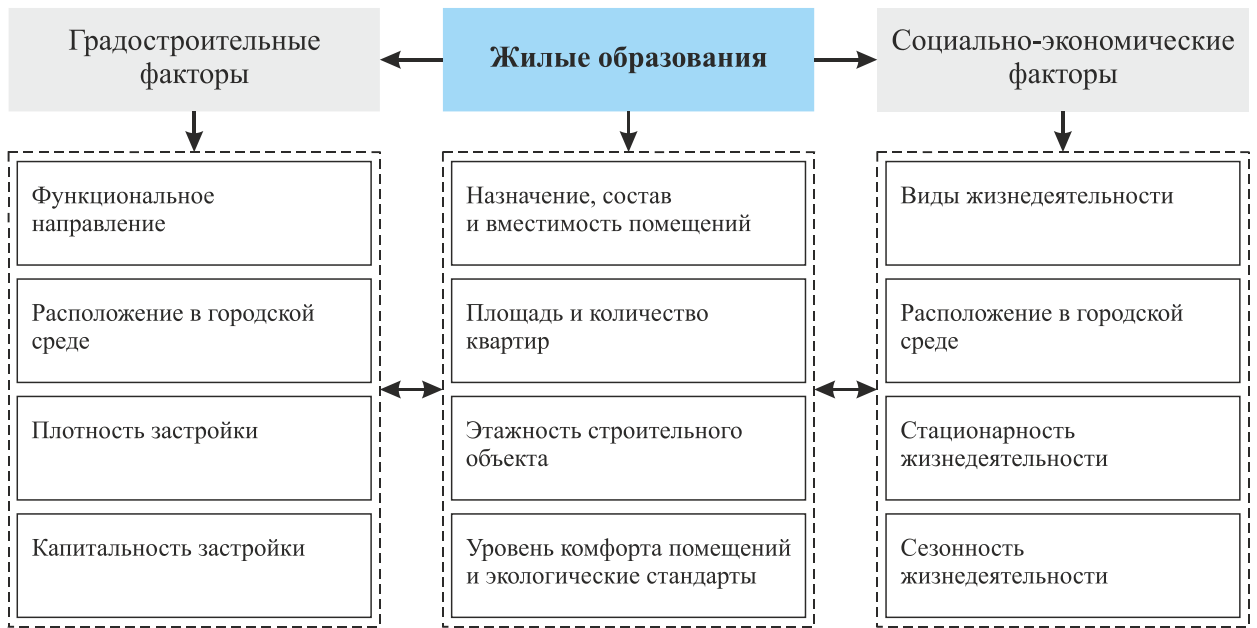 Градостроительные
факторы
Жилые образования
Социально-экономические
факторы
Функциональное
направление
Расположение в городской
среде
Плотность застройки
Капитальность застройки
Назначение, состав
и вместимость помещений
Площадь и количество
квартир
Этажность строительного
объекта
Уровень комфорта помещений
и экологические стандарты
Виды жизнедеятельности
Расположение в городской
среде
Стационарность
жизнедеятельности
Сезонность
жизнедеятельности